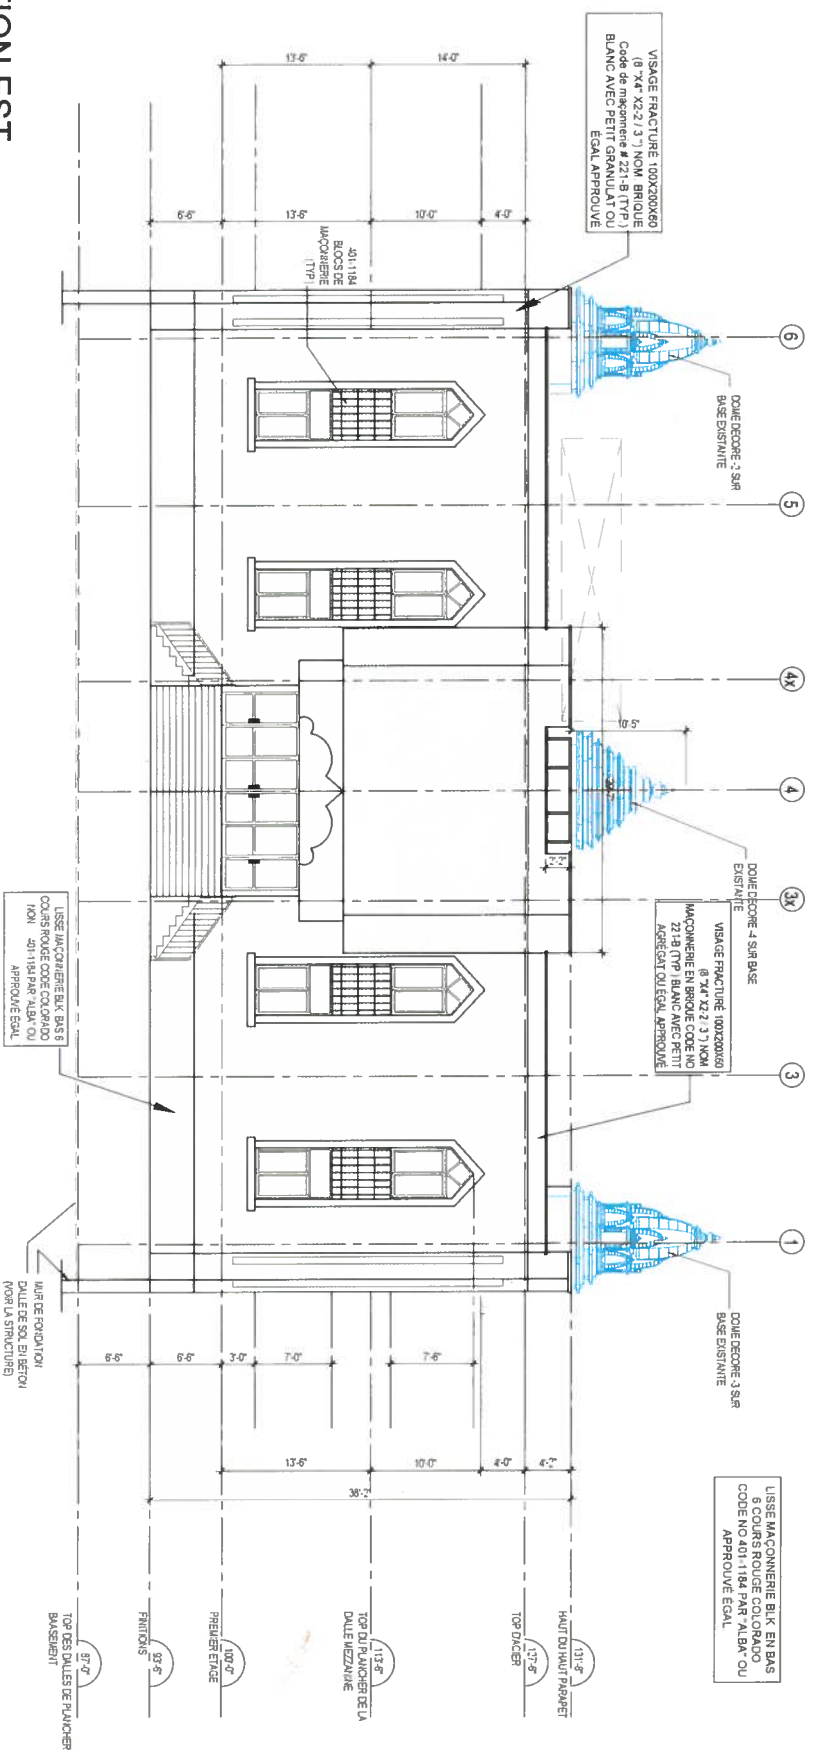 TION EST
VISAGE FRACTURÉ 100X200X60
(8 "X4" X2-2 / 3 ") NOM BRIQUE
Code de maçonnerie # 221-B (TYP.)
BLANC AVEC PETIT GRANULAT OU
ÉGAL APPROUVÉ
13'-6"
14'-0"
6'-6"
13'-6"
10'-0"
4'-0"
401-1184
BLOCS DE
MAÇONNERIE
(TYP)
6
5
4x
4
3x
3
1
DOME DECORE -2 SUR
BASE EXISTANTE
10'5"
7'-2"
DOME DECORE -4 SUR BASE
EXISTANTE
VISAGE FRACTURÉ 100X200X60
(8 "X4" X2-2 / 3 ") NOM
MAÇONNERIE EN BRIQUE CODE NO
221-B (TYP.) BLANC AVEC PETIT
AGRÉGAT OU ÉGAL APPROUVÉ
LISSE MAÇONNERIE BLK. BAS 6
COURS ROUGE CODE COLORADO
NON 401-1184 PAR "ALBA" OU
APPROUVÉ ÉGAL
DOME DECORE -3 SUR
BASE EXISTANTE
MUR DE FONDATION
DALLE DE SOL EN BÉTON
(VOIR LA STRUCTURE)
6'-6"
6'-6"
3'-0"
7'-0"
7'-6"
13'-6"
10'-0"
4'-0"
4'-2"
38'-2"
LISSE MAÇONNERIE BLK. EN BAS
6 COURS ROUGE COLORADO
CODE NO 401-1184 PAR "ALBA" OU
APPROUVÉ ÉGAL
131'-8"
HAUT DU HAUT PARAPET
127'-6"
TOP D'ACIER
113'-6"
TOP DU PLANCHER DE LA
DALLE MEZZANINE
100'-0"
PREMIER ETAGE
93'-6"
FINITIONS
87'-0"
TOP DES DALLES DE PLANCHER
BAASEMENT